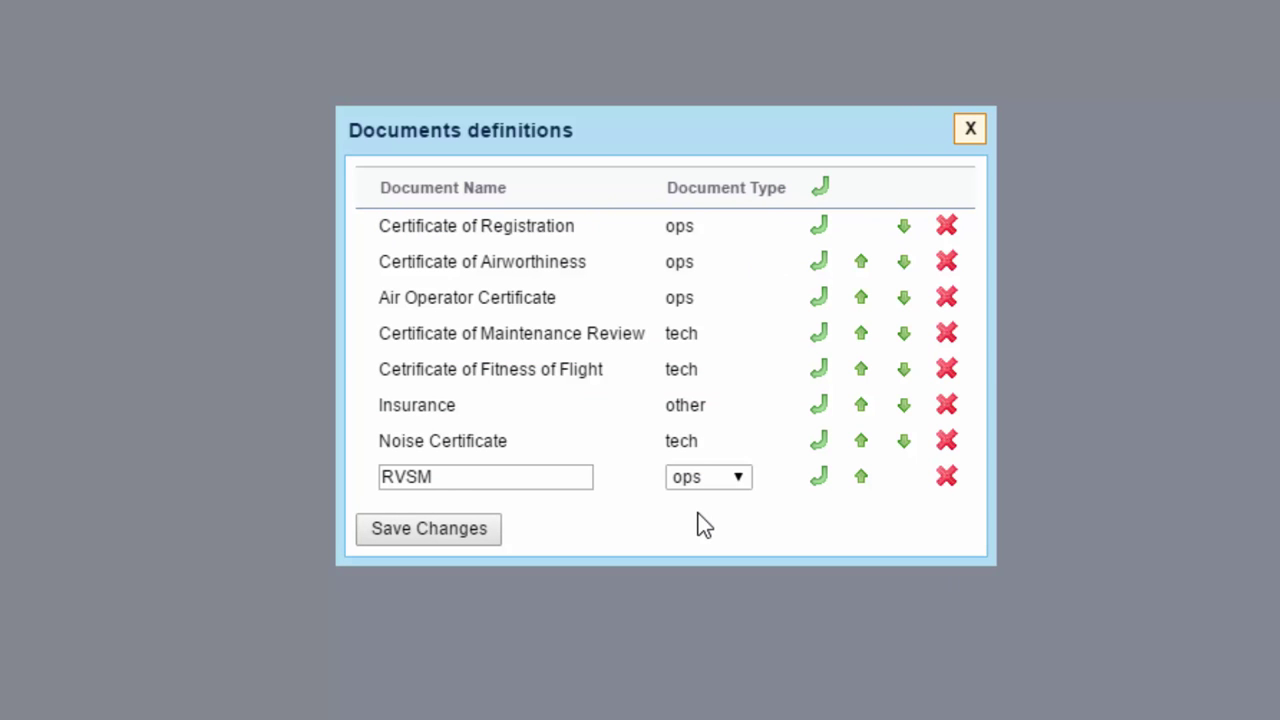 Documents definitions X
Document Name Document Type
Certificate of Registration ops
Certificate of Airworthiness ops
Air Operator Certificate ops
Certificate of Maintenance Review tech
Cetrificate of Fitness of Flight tech
Insurance other
Noise Certificate tech
RVSM ops
Save Changes